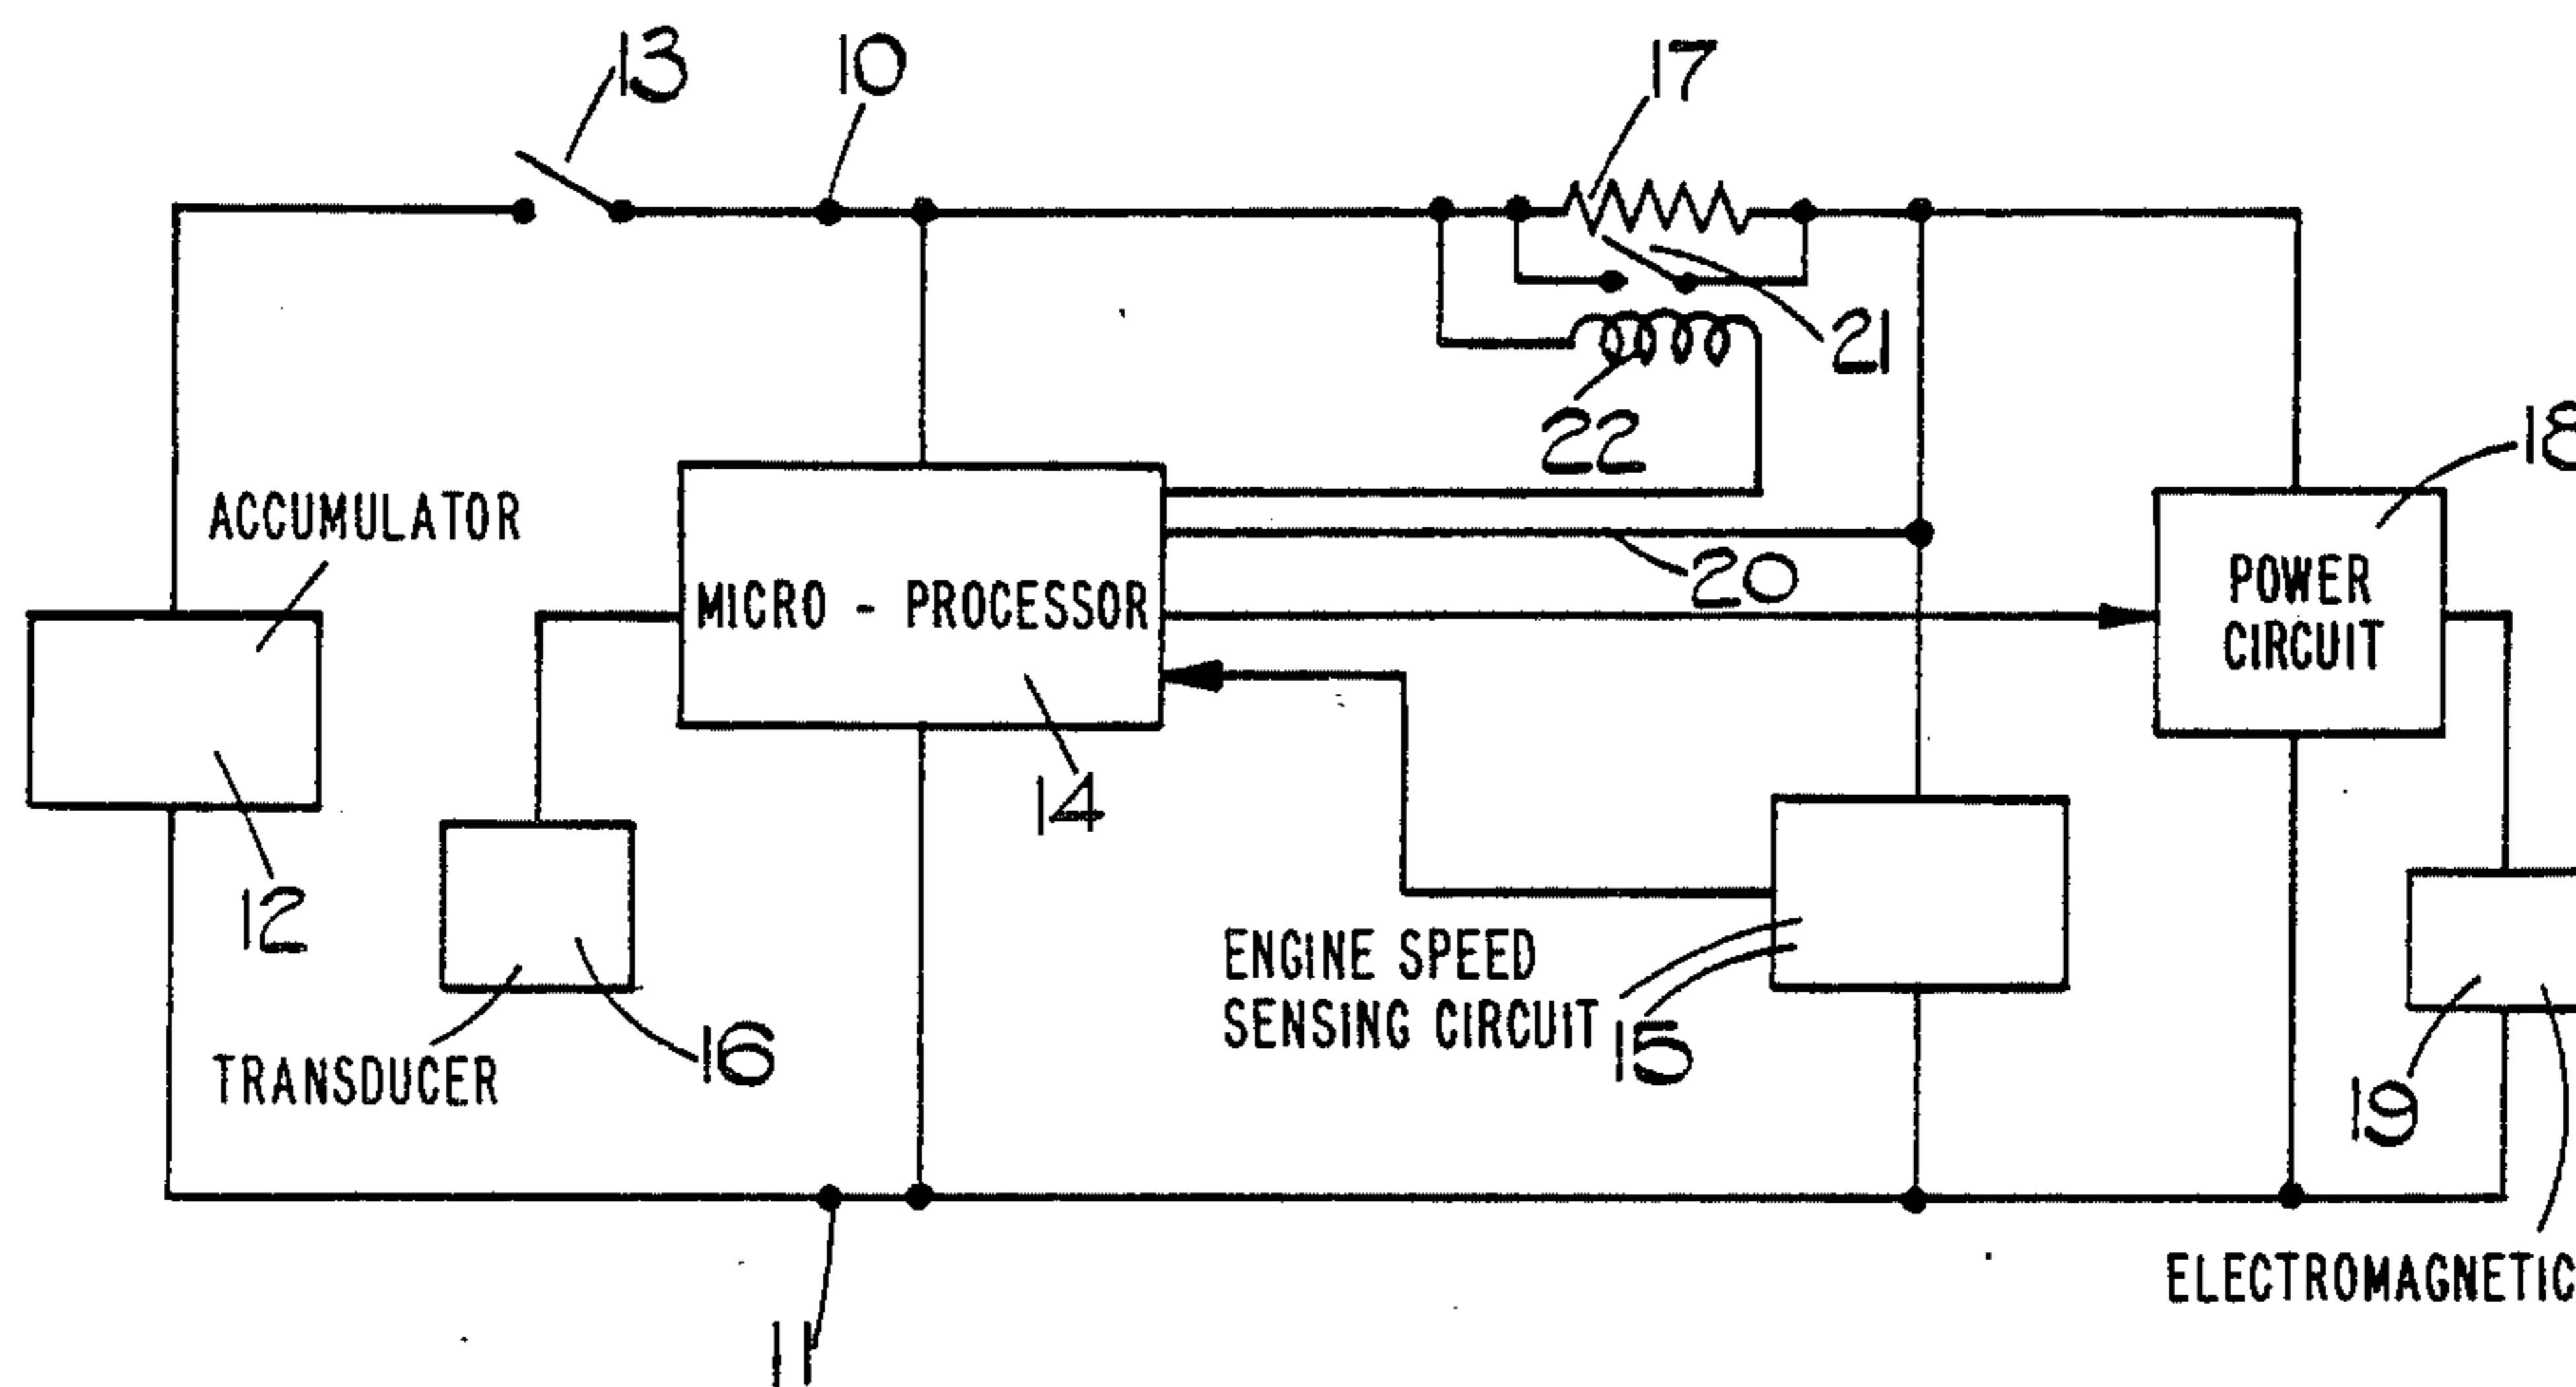 13
10
17
21
22
18
ACCUMULATOR
MICRO - PROCESSOR
20
POWER
CIRCUIT
14
12
ENGINE SPEED
SENSING CIRCUIT 15
16
TRANSDUCER
19
ELECTROMAGNETIC
11